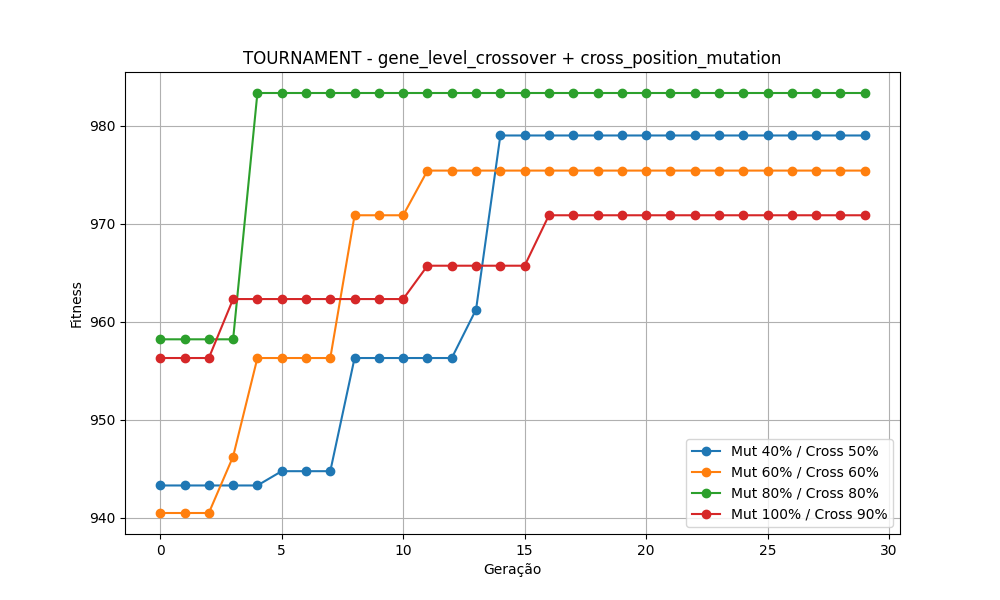 TOURNAMENT - gene_level_crossover + cross_position_mutation
980
970
960
950
940
Fitness
0 5 10 15 20 25 30
Geração
Mut 40% / Cross 50%
Mut 60% / Cross 60%
Mut 80% / Cross 80%
Mut 100% / Cross 90%